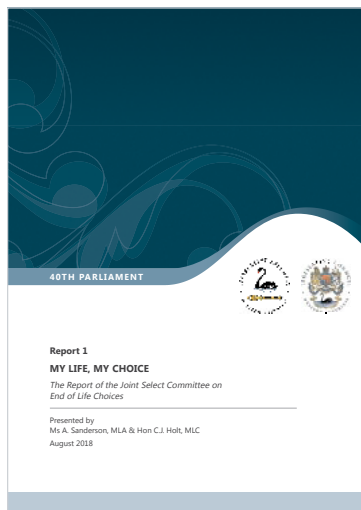 40TH PARLIAMENT
Report 1
MY LIFE, MY CHOICE
The Report of the Joint Select Committee on
End of Life Choices
Presented by
Ms A. Sanderson, MLA & Hon C.J. Holt, MLC
August 2018